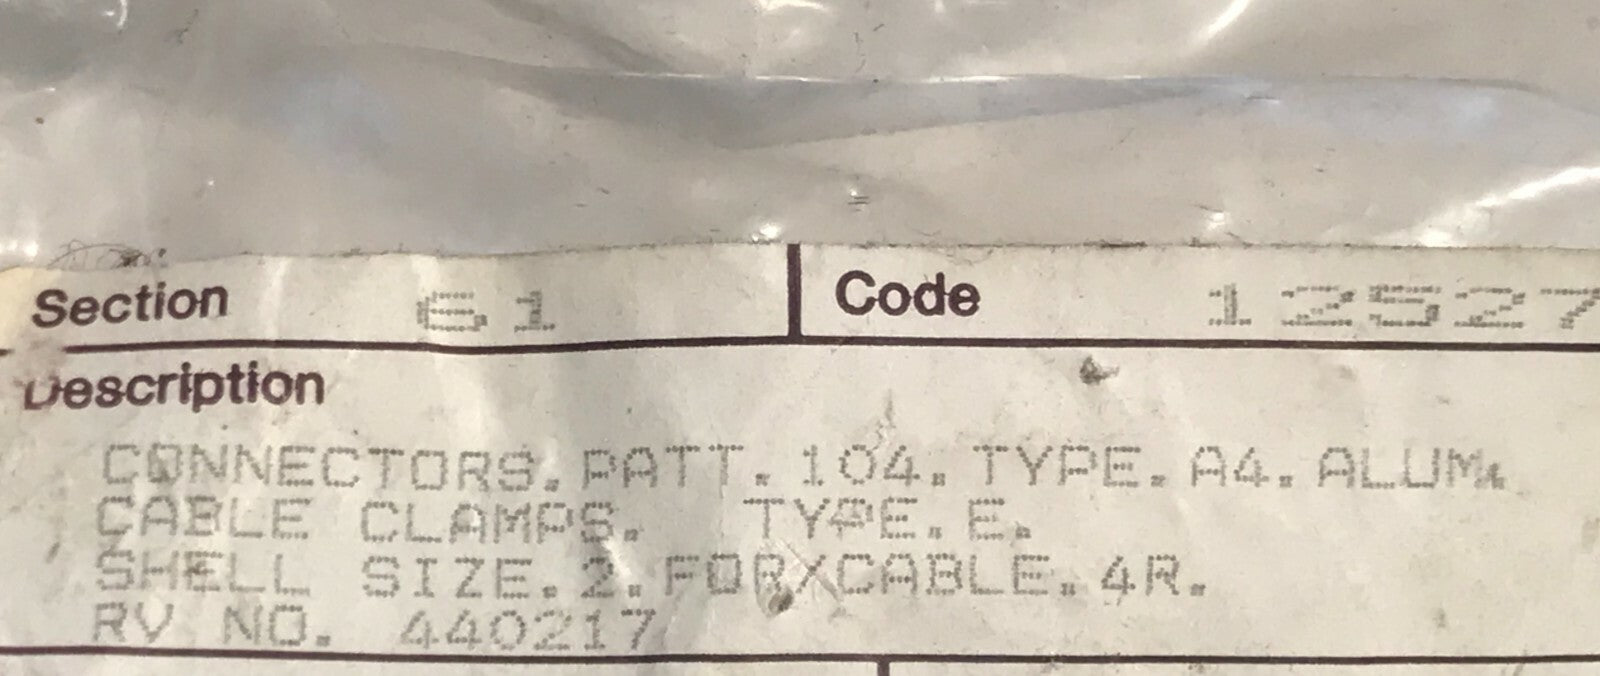 Section 61 Code 12527
Description
CONNECTORS.PATT.104.TYPE.A4.ALUM.
CABLE CLAMPS. TYPE.E.
SHELL SIZE.2.FOR/CABLE.4R.
RV NO. 440217